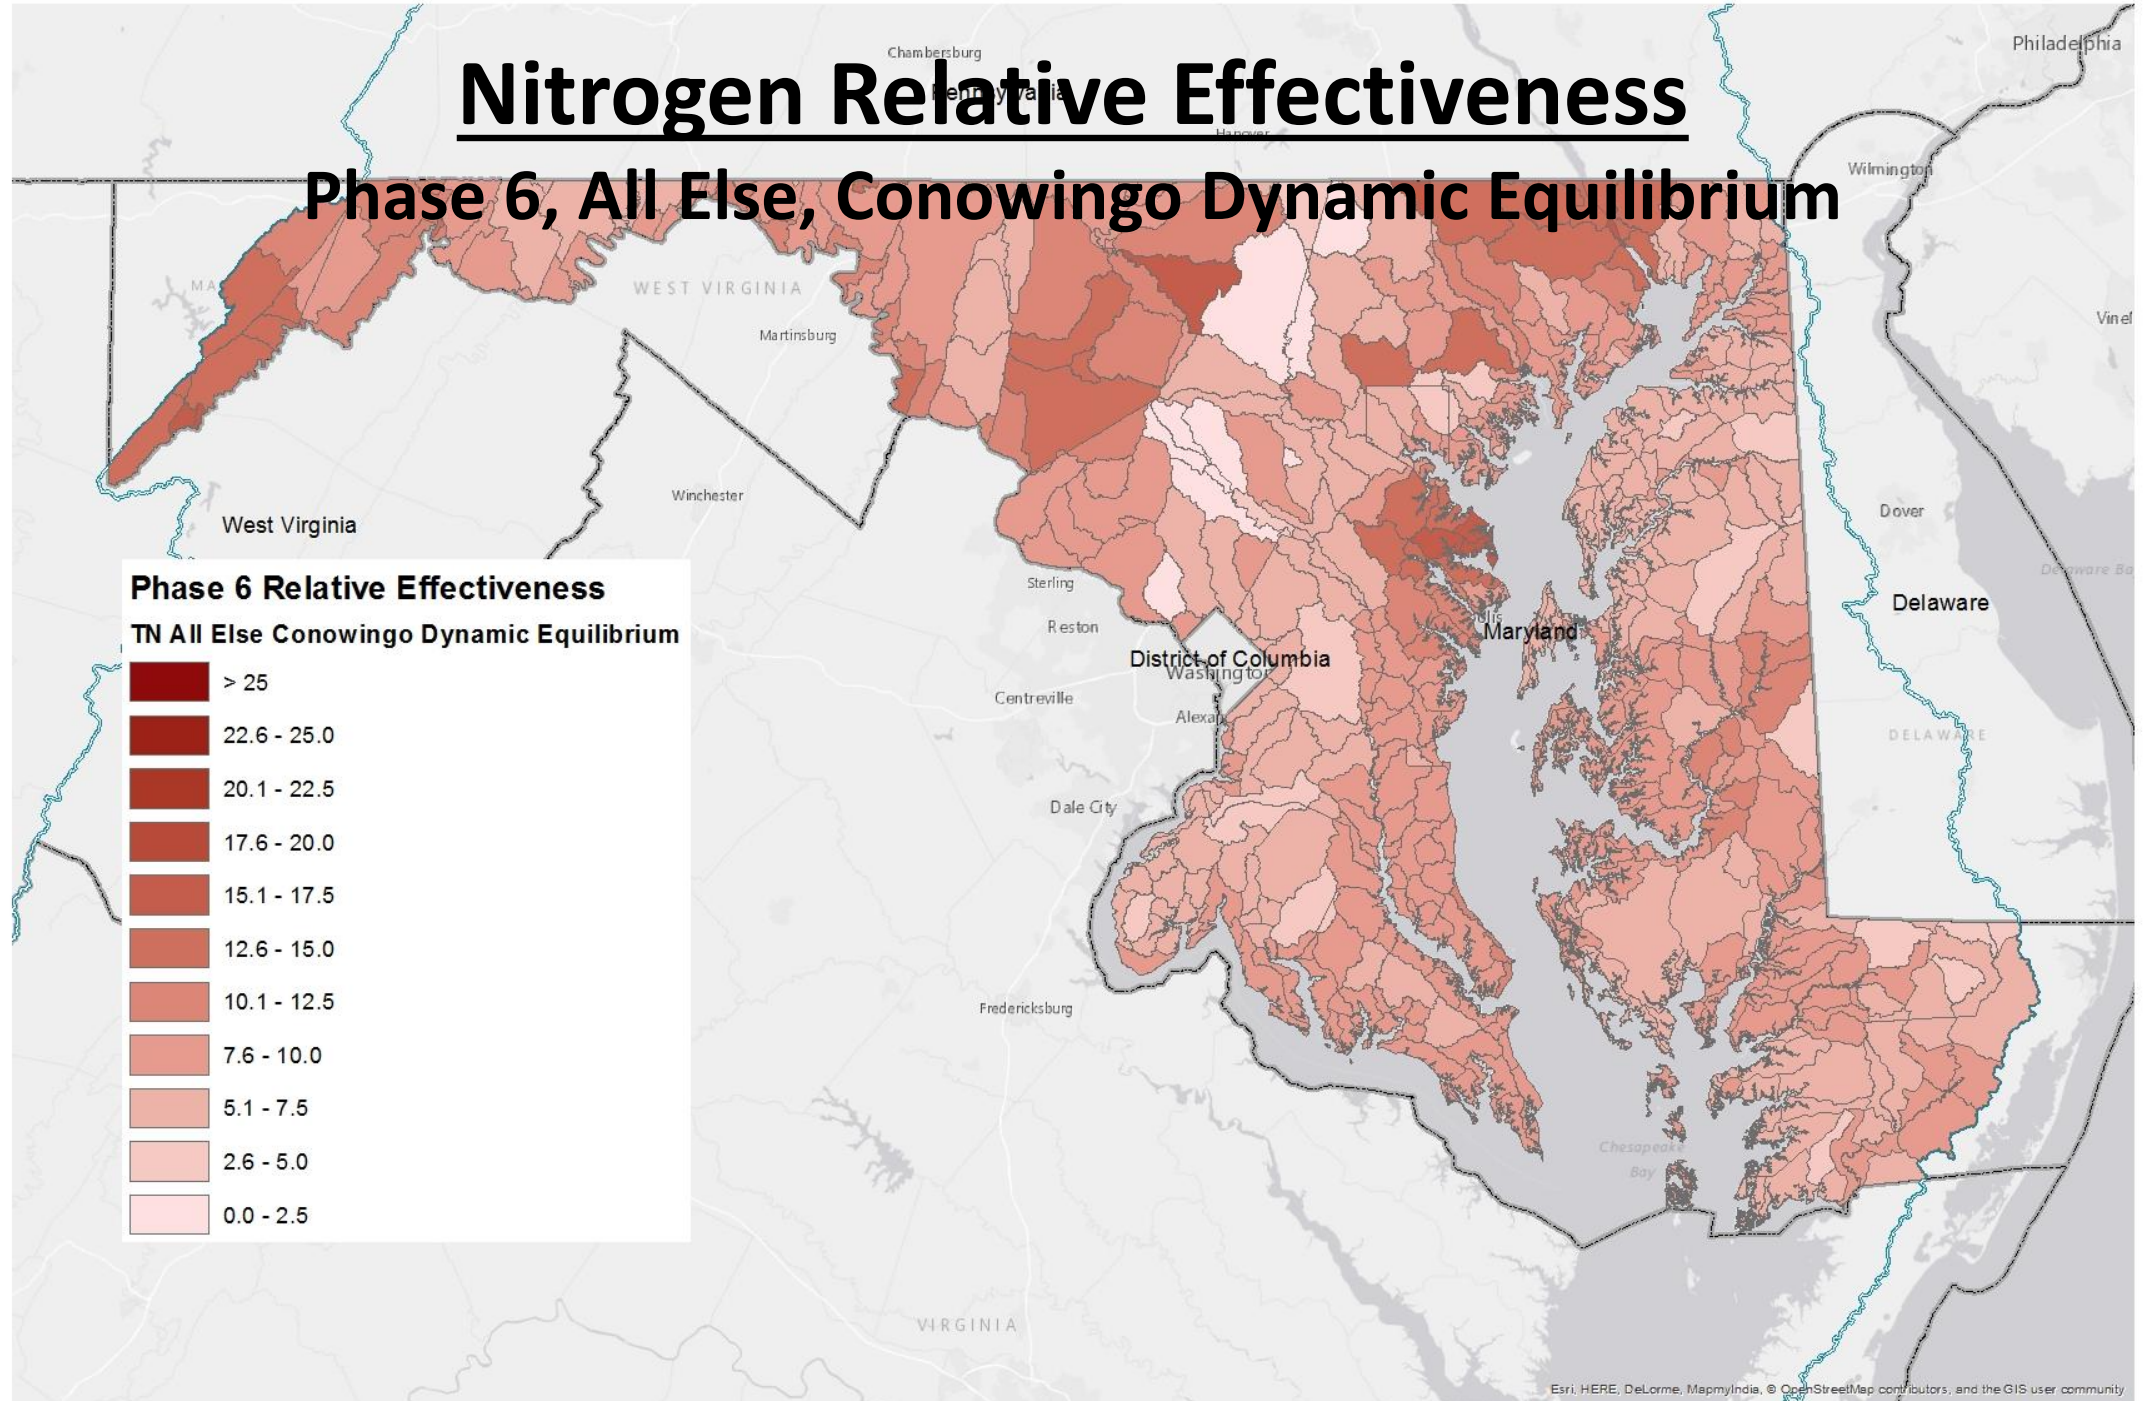 Chambersburg
Philadelphia
Nitrogen Relative Effectiveness
Pennsylvania
Hanover
Wilmington
Phase 6, All Else, Conowingo Dynamic Equilibrium
WEST VIRGINIA
Martinsburg
Winchester
Dover
West Virginia
Phase 6 Relative Effectiveness
TN All Else Conowingo Dynamic Equilibrium
> 25
22.6 - 25.0
20.1 - 22.5
17.6 - 20.0
15.1 - 17.5
12.6 - 15.0
10.1 - 12.5
7.6 - 10.0
5.1 - 7.5
2.6 - 5.0
0.0 - 2.5
Sterling
Delaware Ba
Delaware
Reston
Maryland
District of Columbia
Washington
Centreville
Alexan
DELAWARE
Dale City
Fredericksburg
Chesapeake
Bay
VIRGINIA
Esri, HERE, DeLorme, MapmyIndia, © OpenStreetMap contributors, and the GIS user community